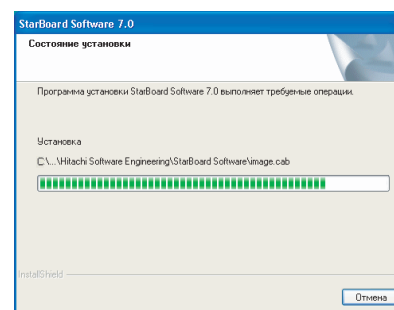 StarBoard Software 7.0
Состояние установки
Программа установки StarBoard Software 7.0 выполняет требуемые операции.
Установка
C:\...\Hitachi Software Engineering\StarBoard Software\image.cab
InstallShield
Отмена